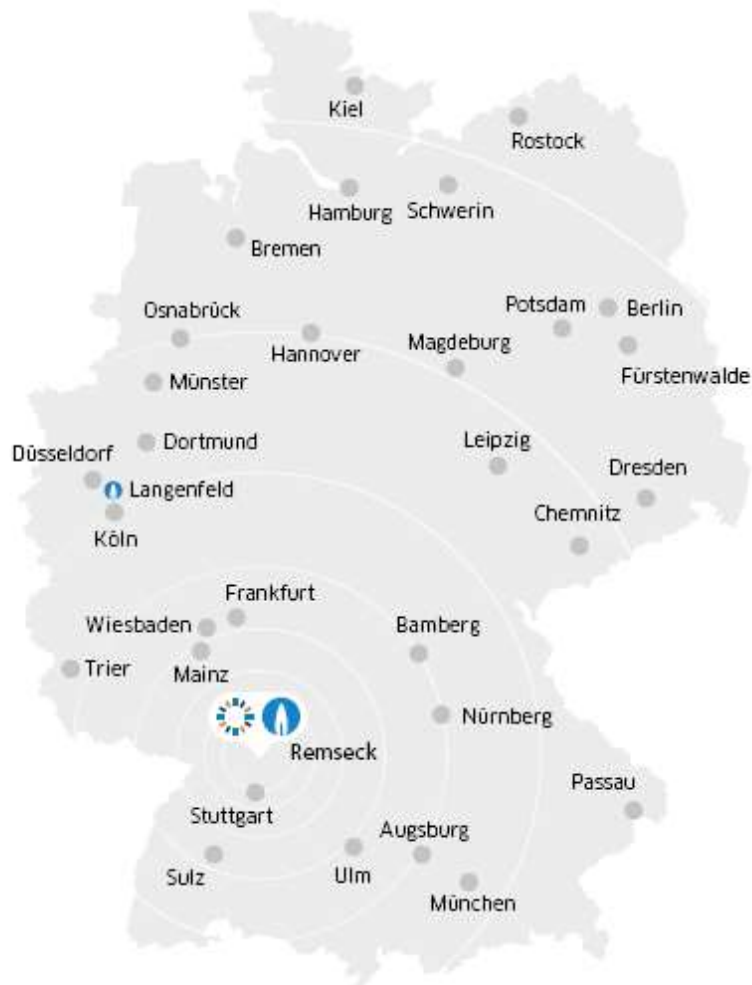 Kiel
Rostock
Hamburg
Schwerin
Bremen
Osnabrück
Hannover
Potsdam
Berlin
Magdeburg
Fürstenwalde
Münster
Dortmund
Düsseldorf
Langenfeld
Köln
Leipzig
Dresden
Chemnitz
Frankfurt
Wiesbaden
Mainz
Trier
Bamberg
Nürnberg
Remseck
Passau
Stuttgart
Augsburg
Sulz
Ulm
München